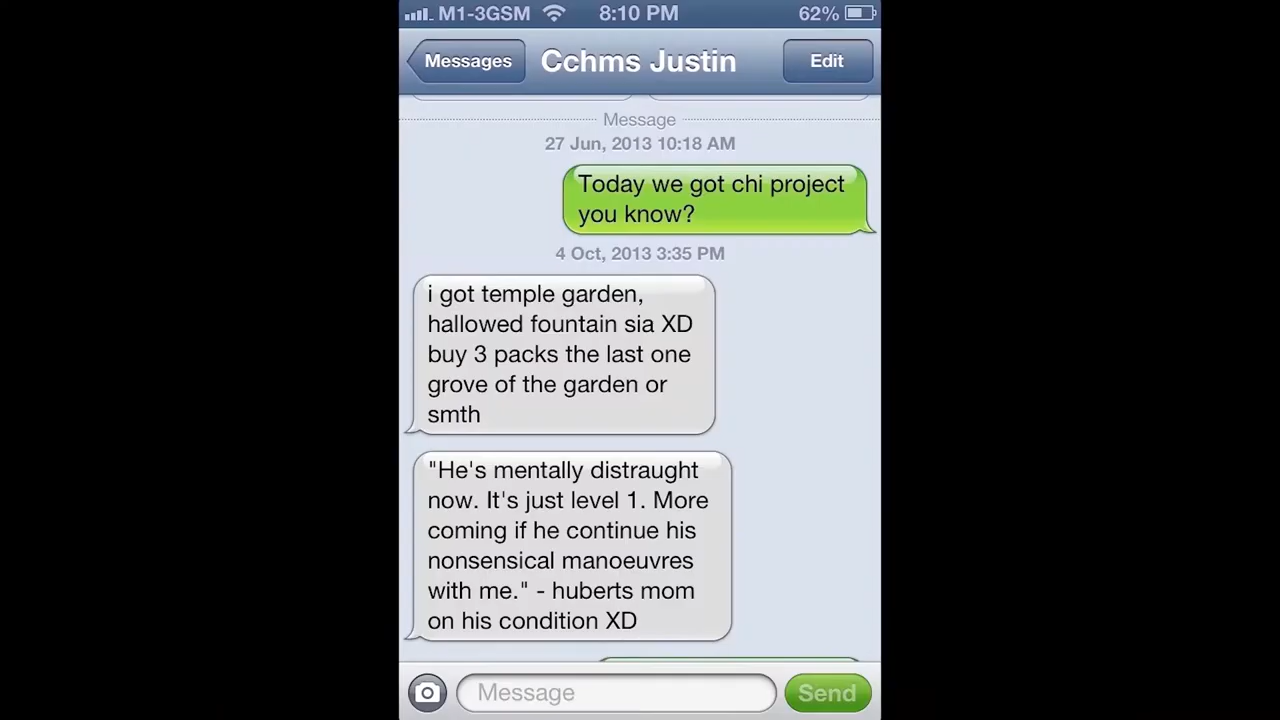 M1-3GSM 8:10 PM 62%
Messages Cchms Justin Edit
Message
27 Jun, 2013 10:18 AM
Today we got chi project
you know?
4 Oct, 2013 3:35 PM
i got temple garden,
hallowed fountain sia XD
buy 3 packs the last one
grove of the garden or
smth
"He's mentally distraught
now. It's just level 1. More
coming if he continue his
nonsensical manoeuvres
with me." - huberts mom
on his condition XD
Message Send